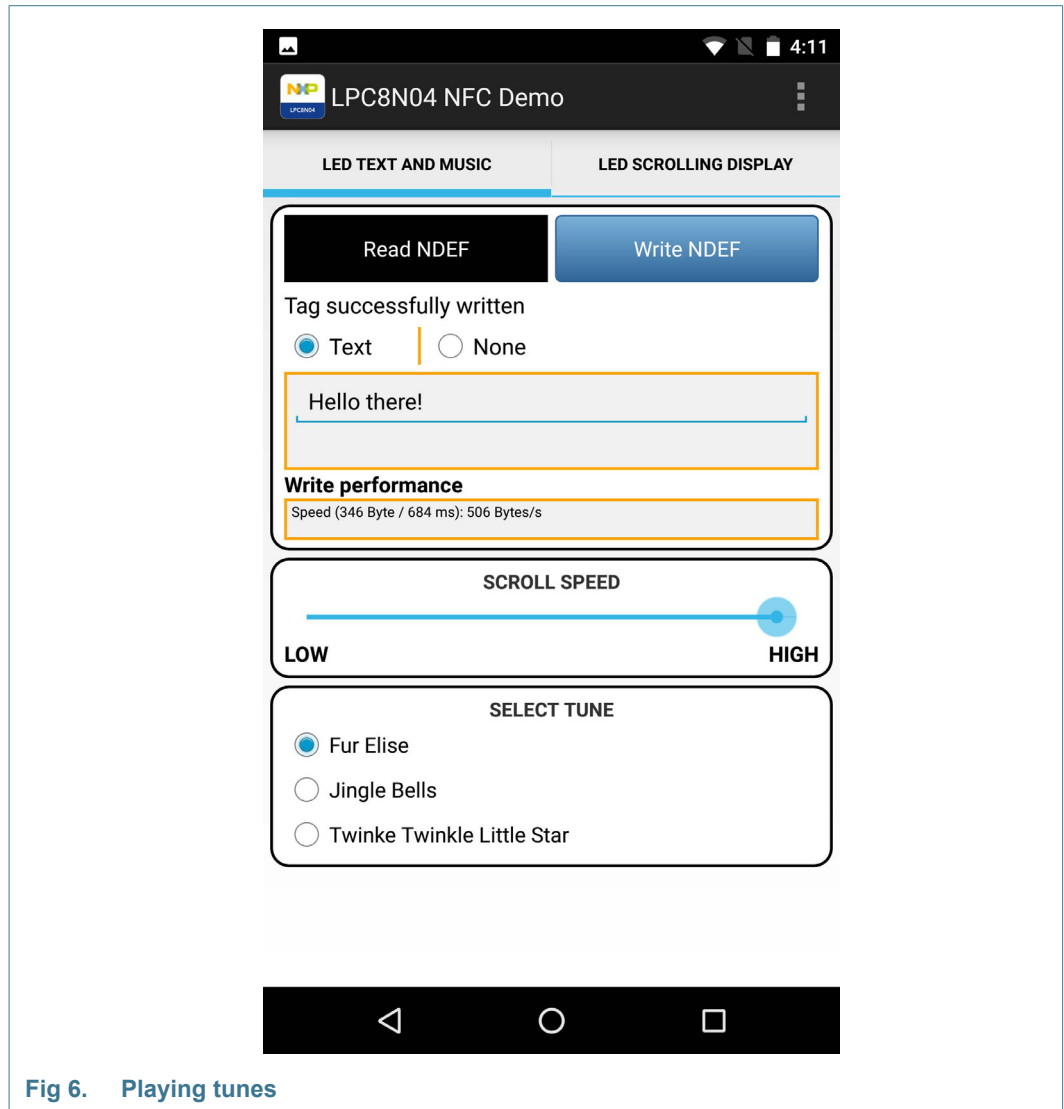 4:11
NXP
LPC8N04
LPC8N04 NFC Demo
LED TEXT AND MUSIC LED SCROLLING DISPLAY
Read NDEF Write NDEF
Tag successfully written
Text None
Hello there!
Write performance
Speed (346 Byte / 684 ms): 506 Bytes/s
SCROLL SPEED
LOW HIGH
SELECT TUNE
Fur Elise
Jingle Bells
Twinke Twinkle Little Star
Fig 6. Playing tunes